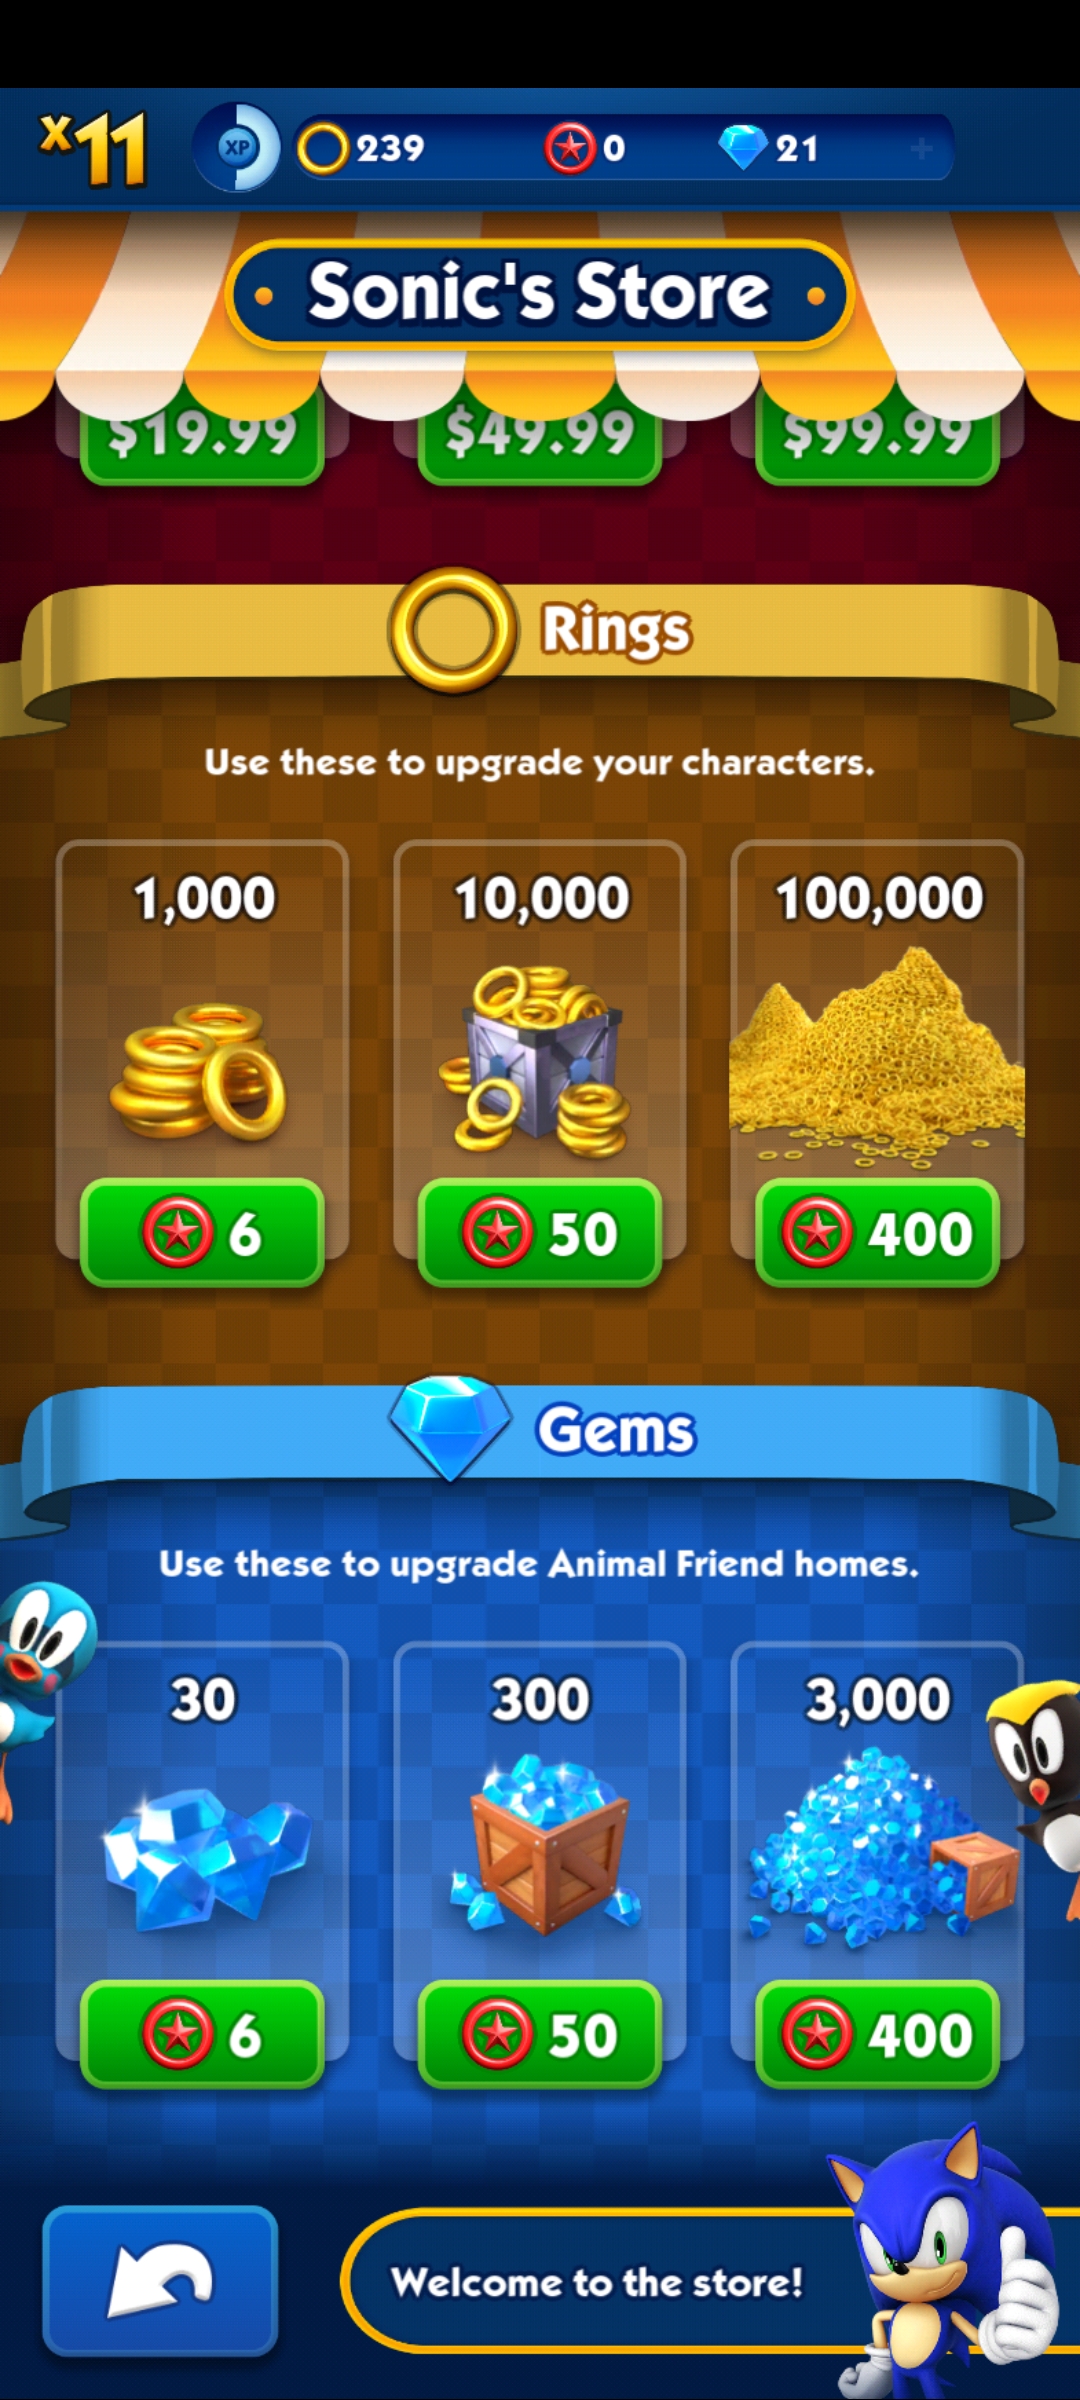 x11
XP
239
0
21
Sonic's Store
$19.99
$49.99
$99.99
Rings
Use these to upgrade your characters.
1,000
10,000
100,000
6
50
400
Gems
Use these to upgrade Animal Friend homes.
30
300
3,000
6
50
400
Welcome to the store!